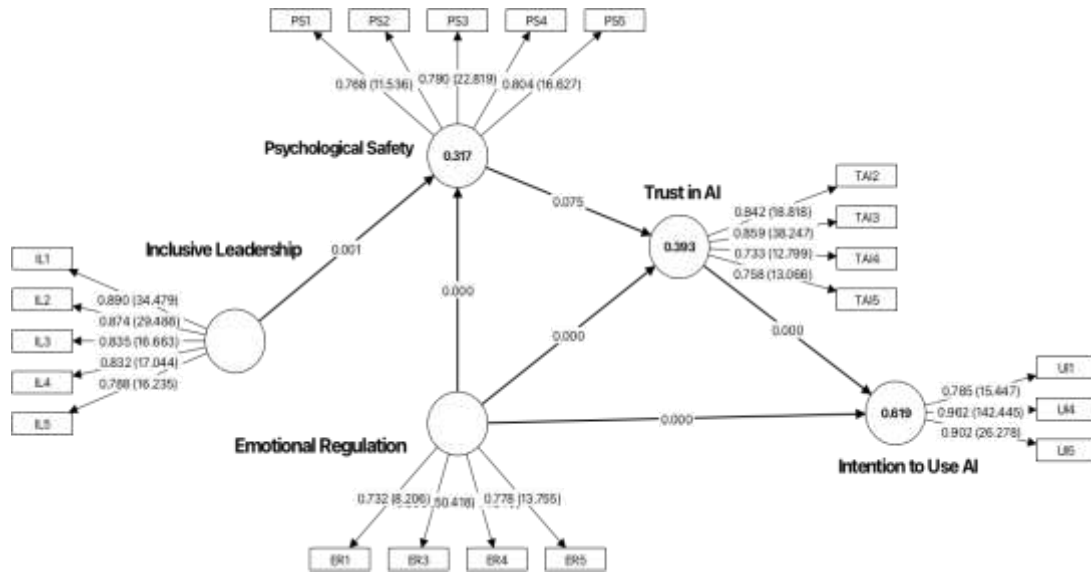 PS1 PS2 PS3 PS4 PS5
0.768 (11.536) 0.790 (22.819) 0.804 (16.627)
Psychological Safety
0.317
Inclusive Leadership
0.001
0.075
Trust in AI
0.393
TAI2
0.842 (16.818)
TAI3
0.859 (38.247)
TAI4
0.733 (12.799)
TAI5
0.758 (13.066)
IL1
0.890 (34.479)
IL2
0.874 (29.488)
IL3
0.835 (16.663)
IL4
0.832 (17.044)
IL5
0.788 (16.235)
0.000
0.000
0.000
0.000
Emotional Regulation
0.619
UI1
0.785 (15.447)
UI4
0.902 (26.278)
Intention to Use AI
0.732 (8.206) 50.418) 0.778 (13.755)
ER1 ER3 ER4 ER5